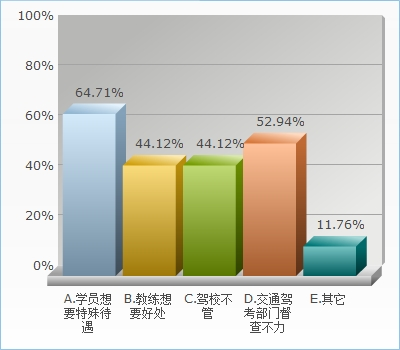 100%
80%
60%
40%
20%
0%
64.71%
44.12%
44.12%
52.94%
11.76%
A.学员想
要特殊待
遇
B.教练想
要好处
C.驾校不
管
D.交通驾
考部门督
查不力
E.其它